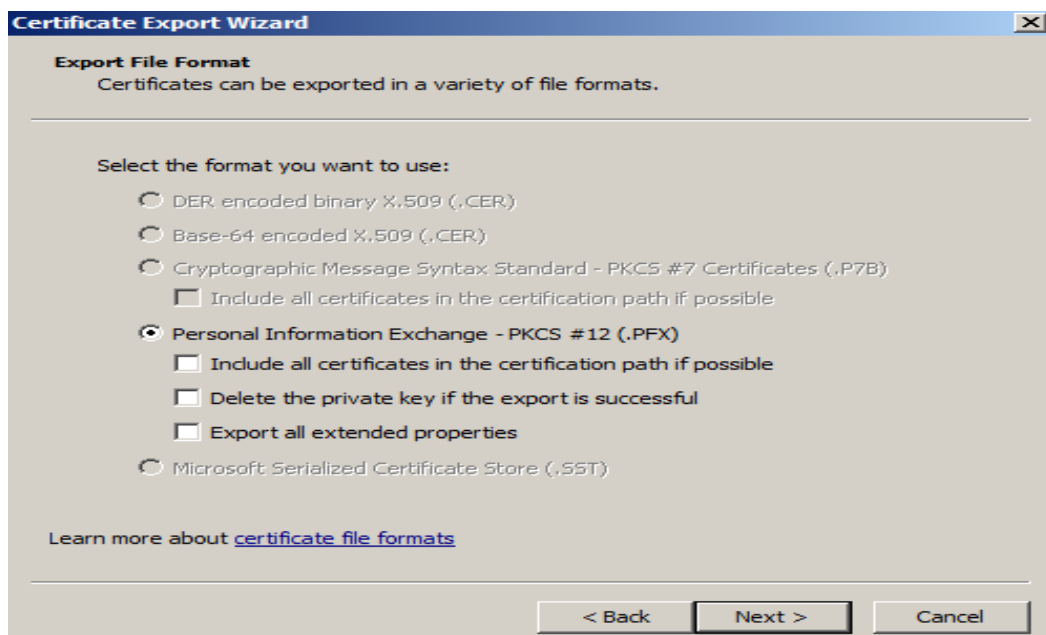 Certificate Export Wizard
Export File Format
Certificates can be exported in a variety of file formats.
Select the format you want to use:
DER encoded binary X.509 (.CER)
Base-64 encoded X.509 (.CER)
Cryptographic Message Syntax Standard - PKCS #7 Certificates (.P7B)
Include all certificates in the certification path if possible
Personal Information Exchange - PKCS #12 (.PFX)
Include all certificates in the certification path if possible
Delete the private key if the export is successful
Export all extended properties
Microsoft Serialized Certificate Store (.SST)
Learn more about certificate file formats
< Back Next > Cancel